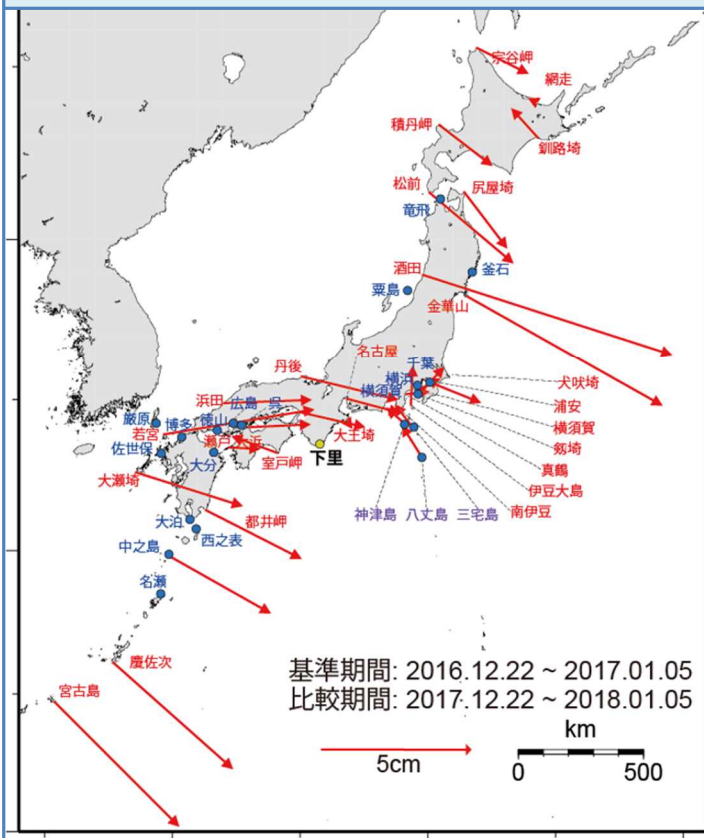 宗谷岬
網走
積丹岬
釧路埼
松前
尻屋埼
竜飛
酒田
釜石
粟島
金華山
名古屋
千葉
丹後
横浜
犬吠埼
横須賀
浜田
広島
呉
浦安
厳原
徳山
博多
若宮
横須賀
瀬戸
大浜
大王埼
佐世保
剱埼
下里
室戸岬
大分
真鶴
大瀬埼
伊豆大島
神津島
八丈島
三宅島
南伊豆
大泊
都井岬
西之表
中之島
名瀬
慶佐次
宮古島
基準期間: 2016.12.22 ~ 2017.01.05
比較期間: 2017.12.22 ~ 2018.01.05
km
5cm
0
500